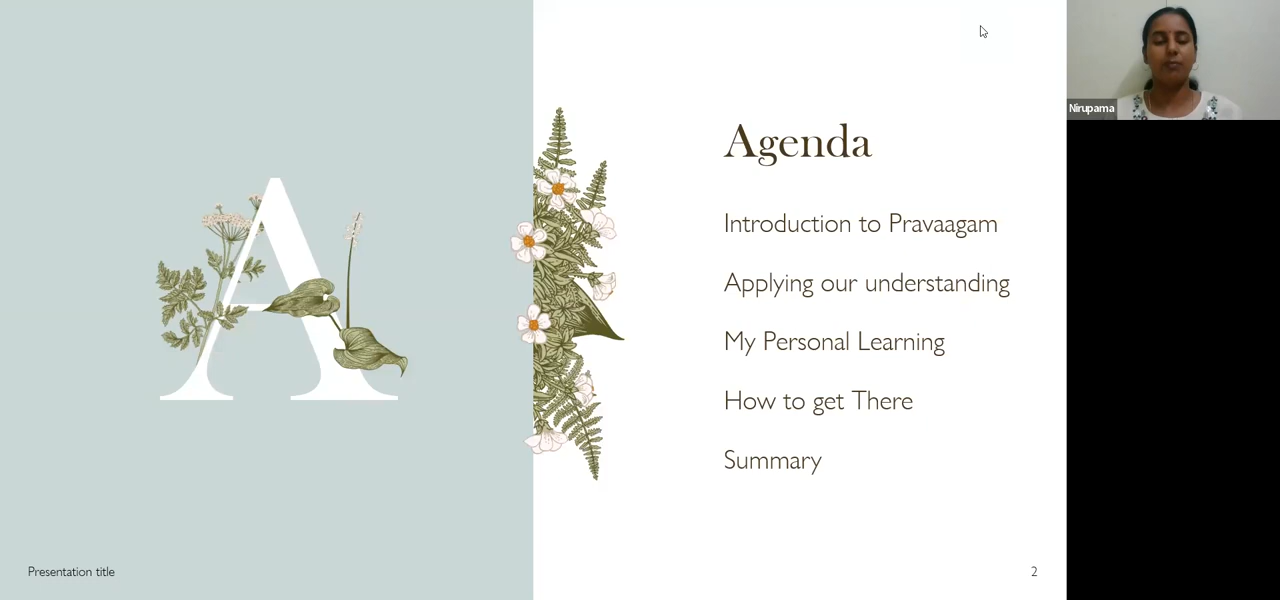 A
Agenda
Introduction to Pravaagam
Applying our understanding
My Personal Learning
How to get There
Summary
Presentation title
2
Nirupama